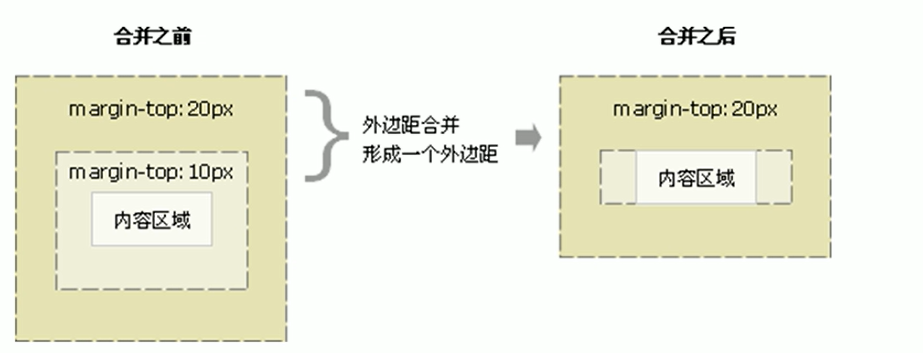 合并之前
margin-top: 20px
margin-top: 10px
内容区域
外边距合并
形成一个外边距
合并之后
margin-top: 20px
内容区域